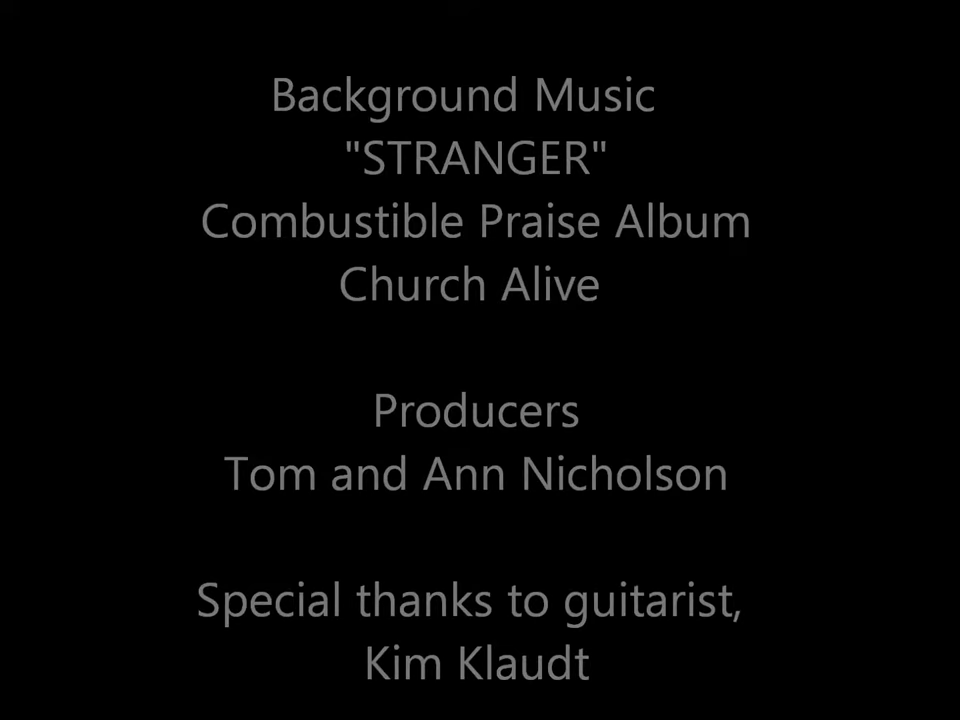 Background Music
"STRANGER"
Combustible Praise Album
Church Alive
Producers
Tom and Ann Nicholson
Special thanks to guitarist,
Kim Klaudt